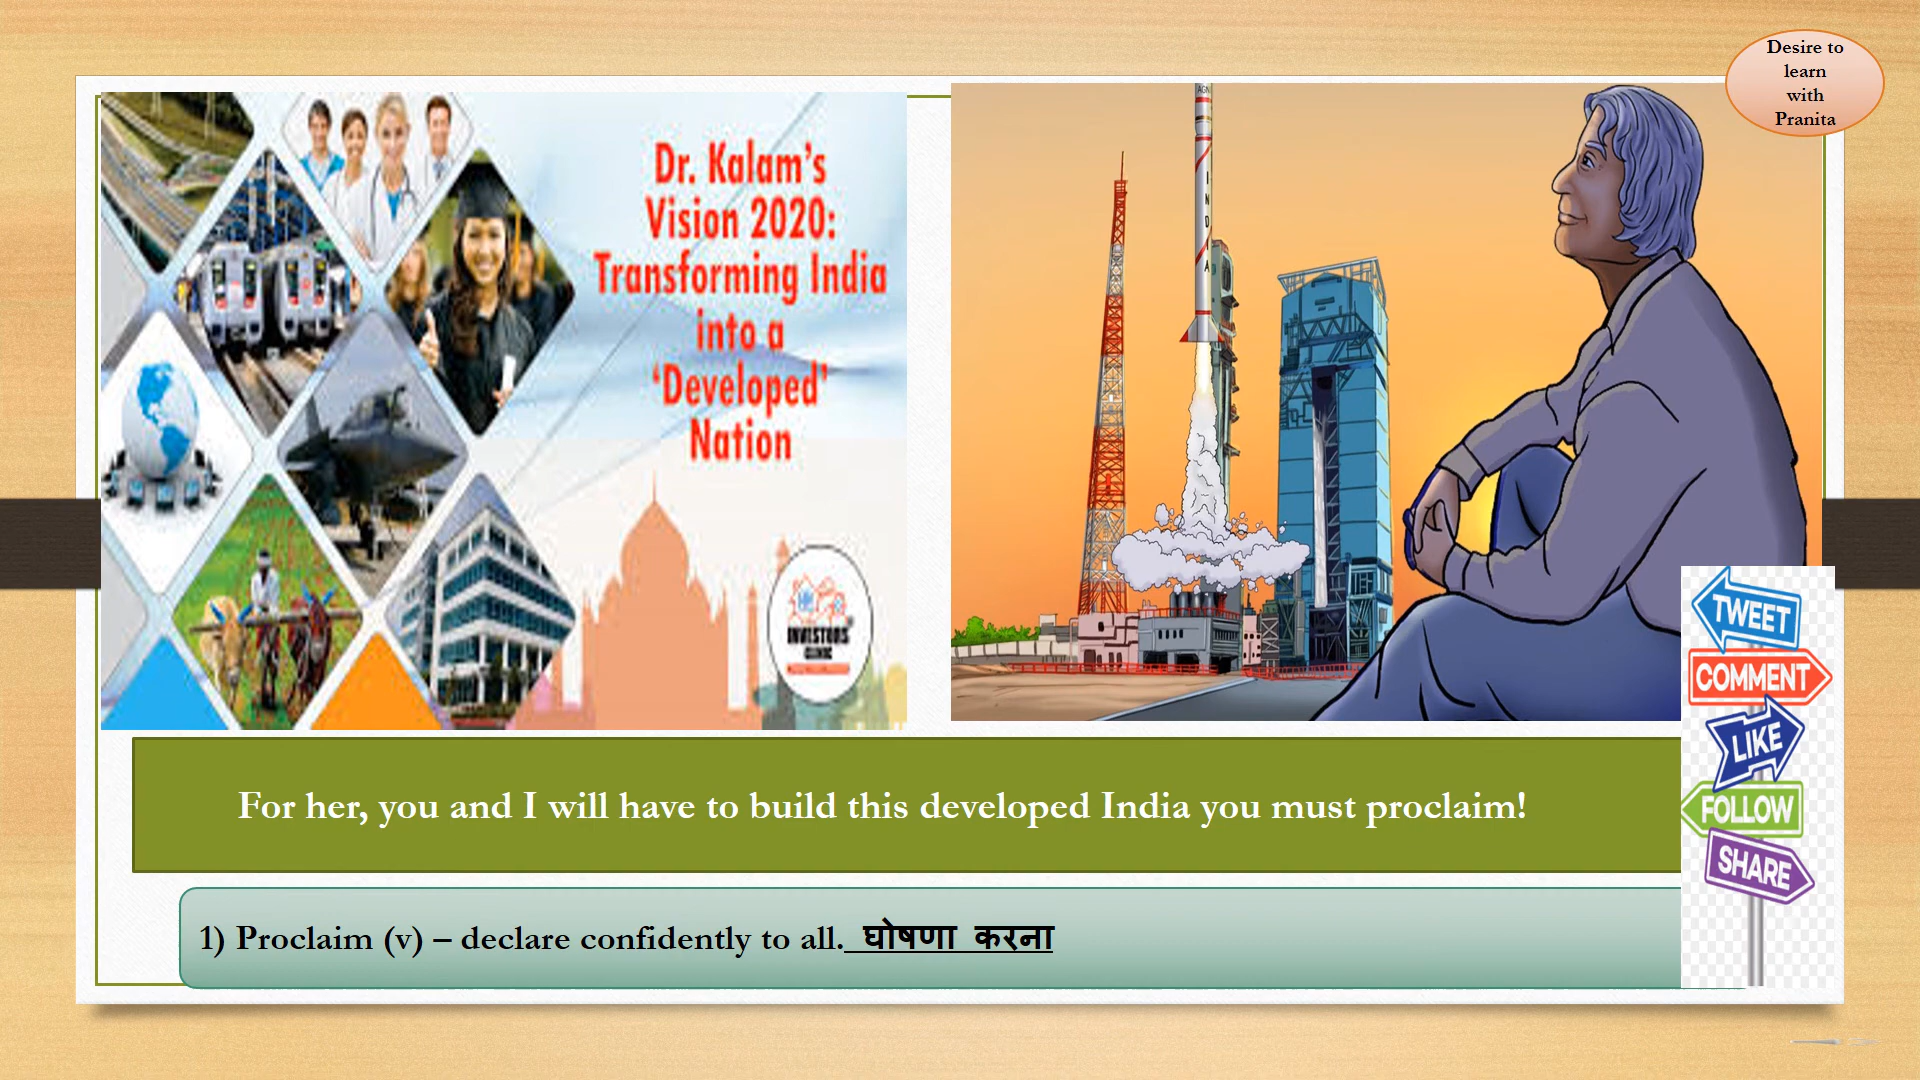 Desire to
learn
with
Pranita
Dr. Kalam's
Vision 2020:
Transforming India
into a
'Developed'
Nation
INVESTORS
CLINIC
AGN
INDIA
TWEET
COMMENT
LIKE
FOLLOW
SHARE
For her, you and I will have to build this developed India you must proclaim!
1) Proclaim (v) – declare confidently to all. घोषणा करना